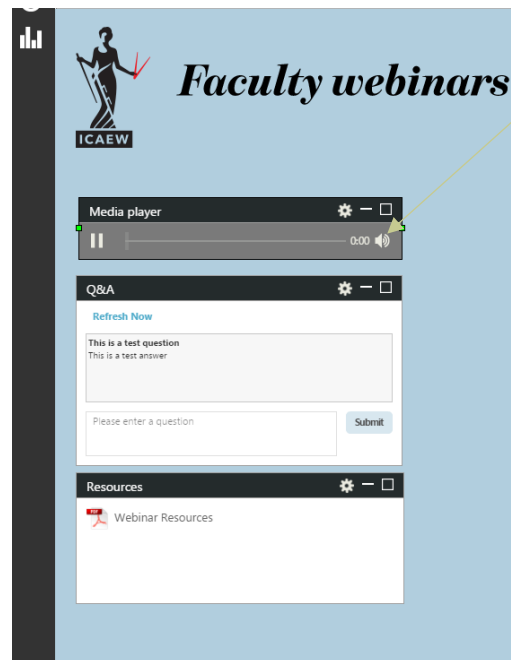 ICAEW
Faculty webinars
Media player
0:00
Q&A
Refresh Now
This is a test question
This is a test answer
Please enter a question
Submit
Resources
PDF
Webinar Resources